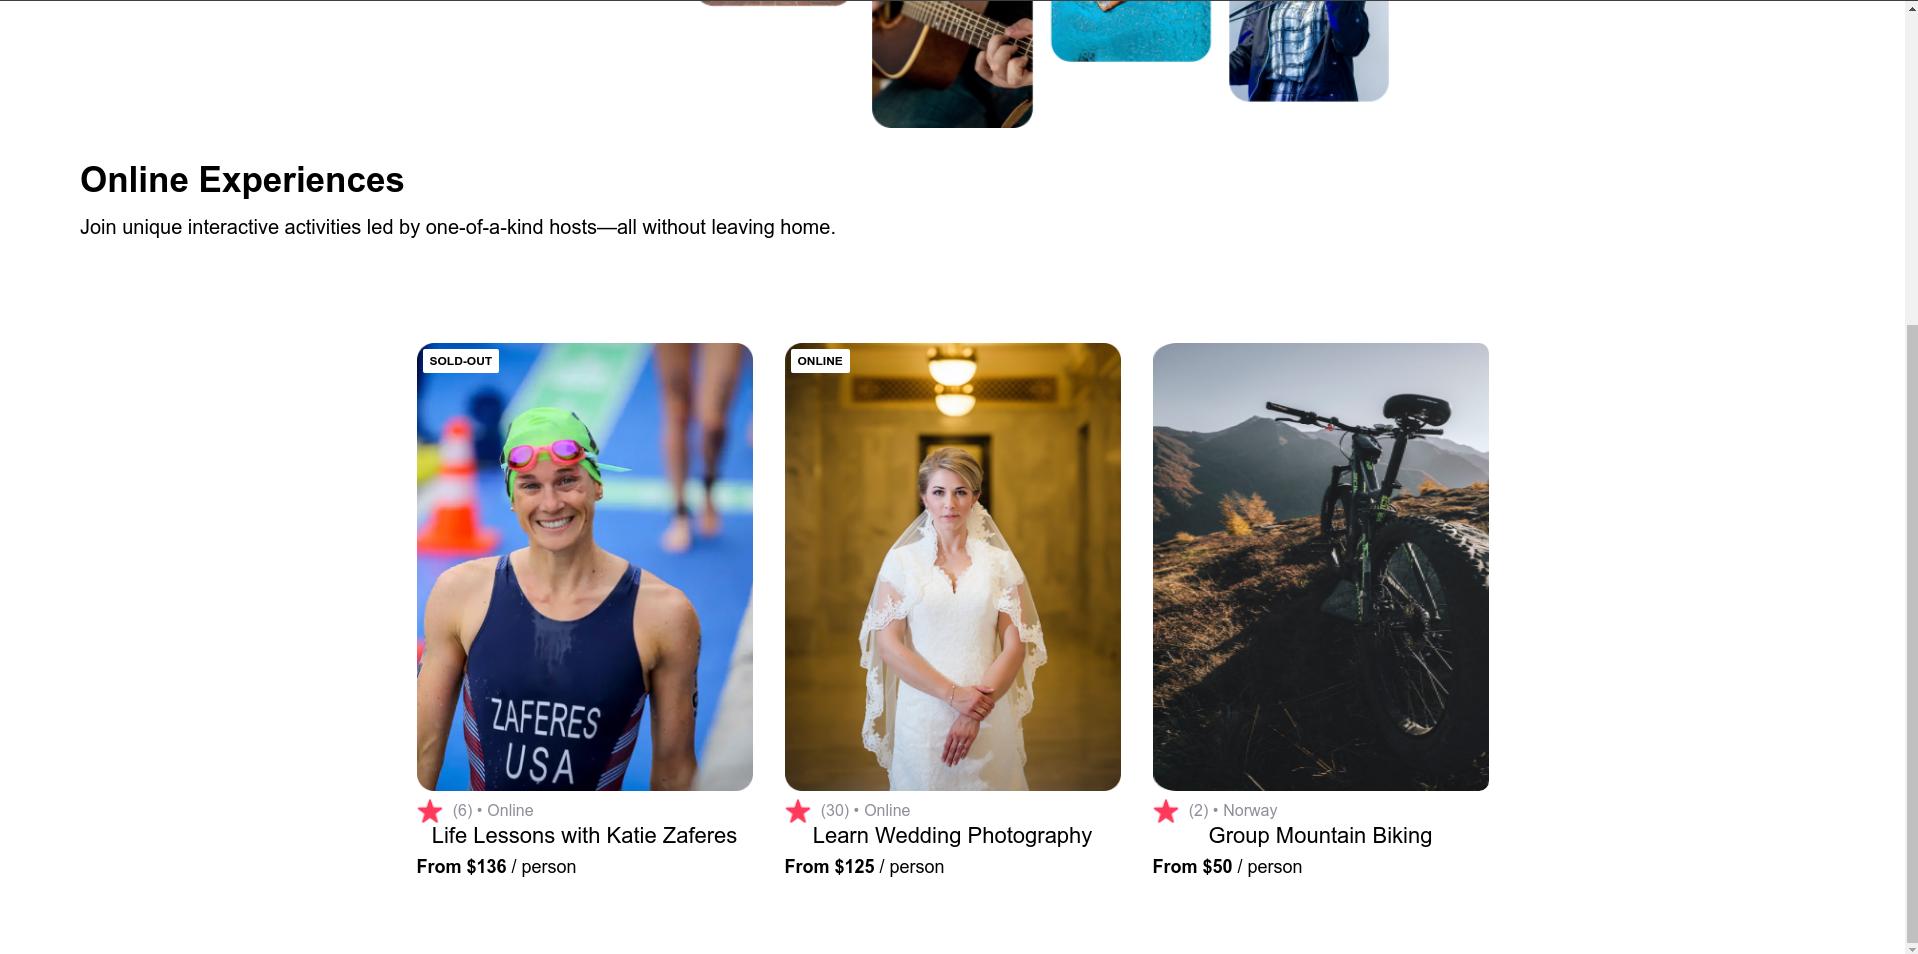 Online Experiences
Join unique interactive activities led by one-of-a-kind hosts—all without leaving home.
SOLD-OUT
ZAFERES
USA
(6) • Online
Life Lessons with Katie Zaferes
From $136 / person
ONLINE
(30) • Online
Learn Wedding Photography
From $125 / person
(2) • Norway
Group Mountain Biking
From $50 / person